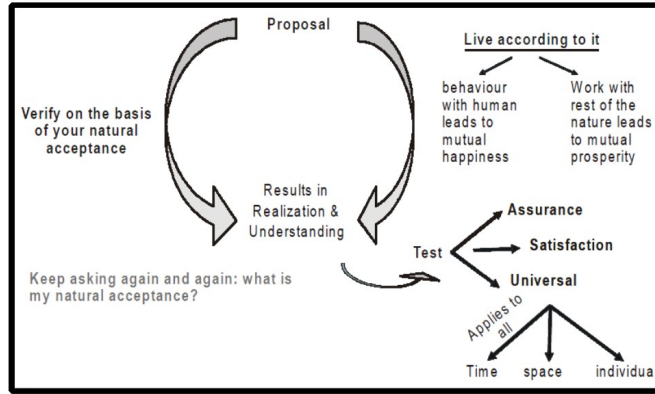 Proposal
Live according to it
Verify on the basis
of your natural
acceptance
behaviour
with human
leads to
mutual
happiness
Work with
rest of the
nature leads
to mutual
prosperity
Results in
Realization &
Understanding
Test
Assurance
Satisfaction
Universal
Keep asking again and again: what is
my natural acceptance?
Applies to
all
Time
space
individual